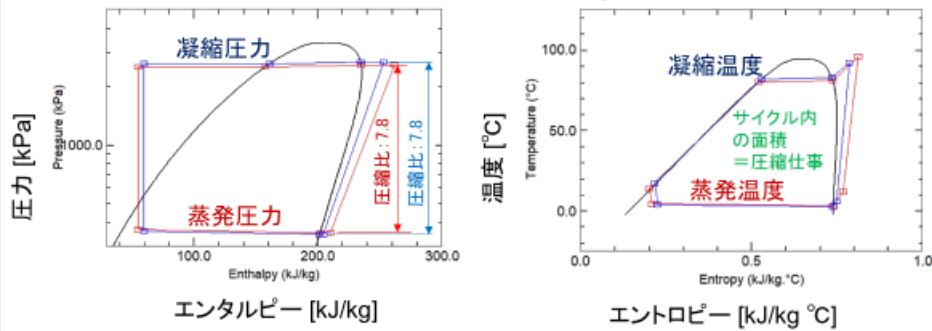 凝縮圧力
圧力 [kPa]
Pressure (kPa)
1000.0
圧縮比:7.8
圧縮比:7.8
蒸発圧力
100.0
200.0
300.0
Enthalpy (kJ/kg)
エンタルピー [kJ/kg]
100.0
凝縮温度
温度 [℃]
Temperature (°C)
50.0
サイクル内
の面積
=圧縮仕事
蒸発温度
0.0
0.0
0.5
1.0
Entropy (kJ/kg.°C)
エントロピー [kJ/kg ℃]